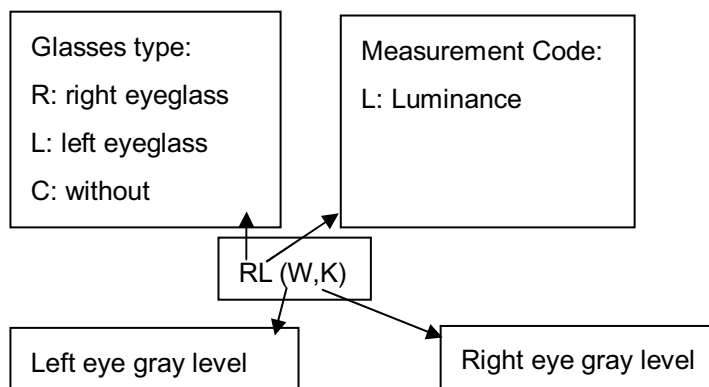 Glasses type:
R: right eyeglass
L: left eyeglass
C: without
Measurement Code:
L: Luminance
RL (W,K)
Left eye gray level
Right eye gray level